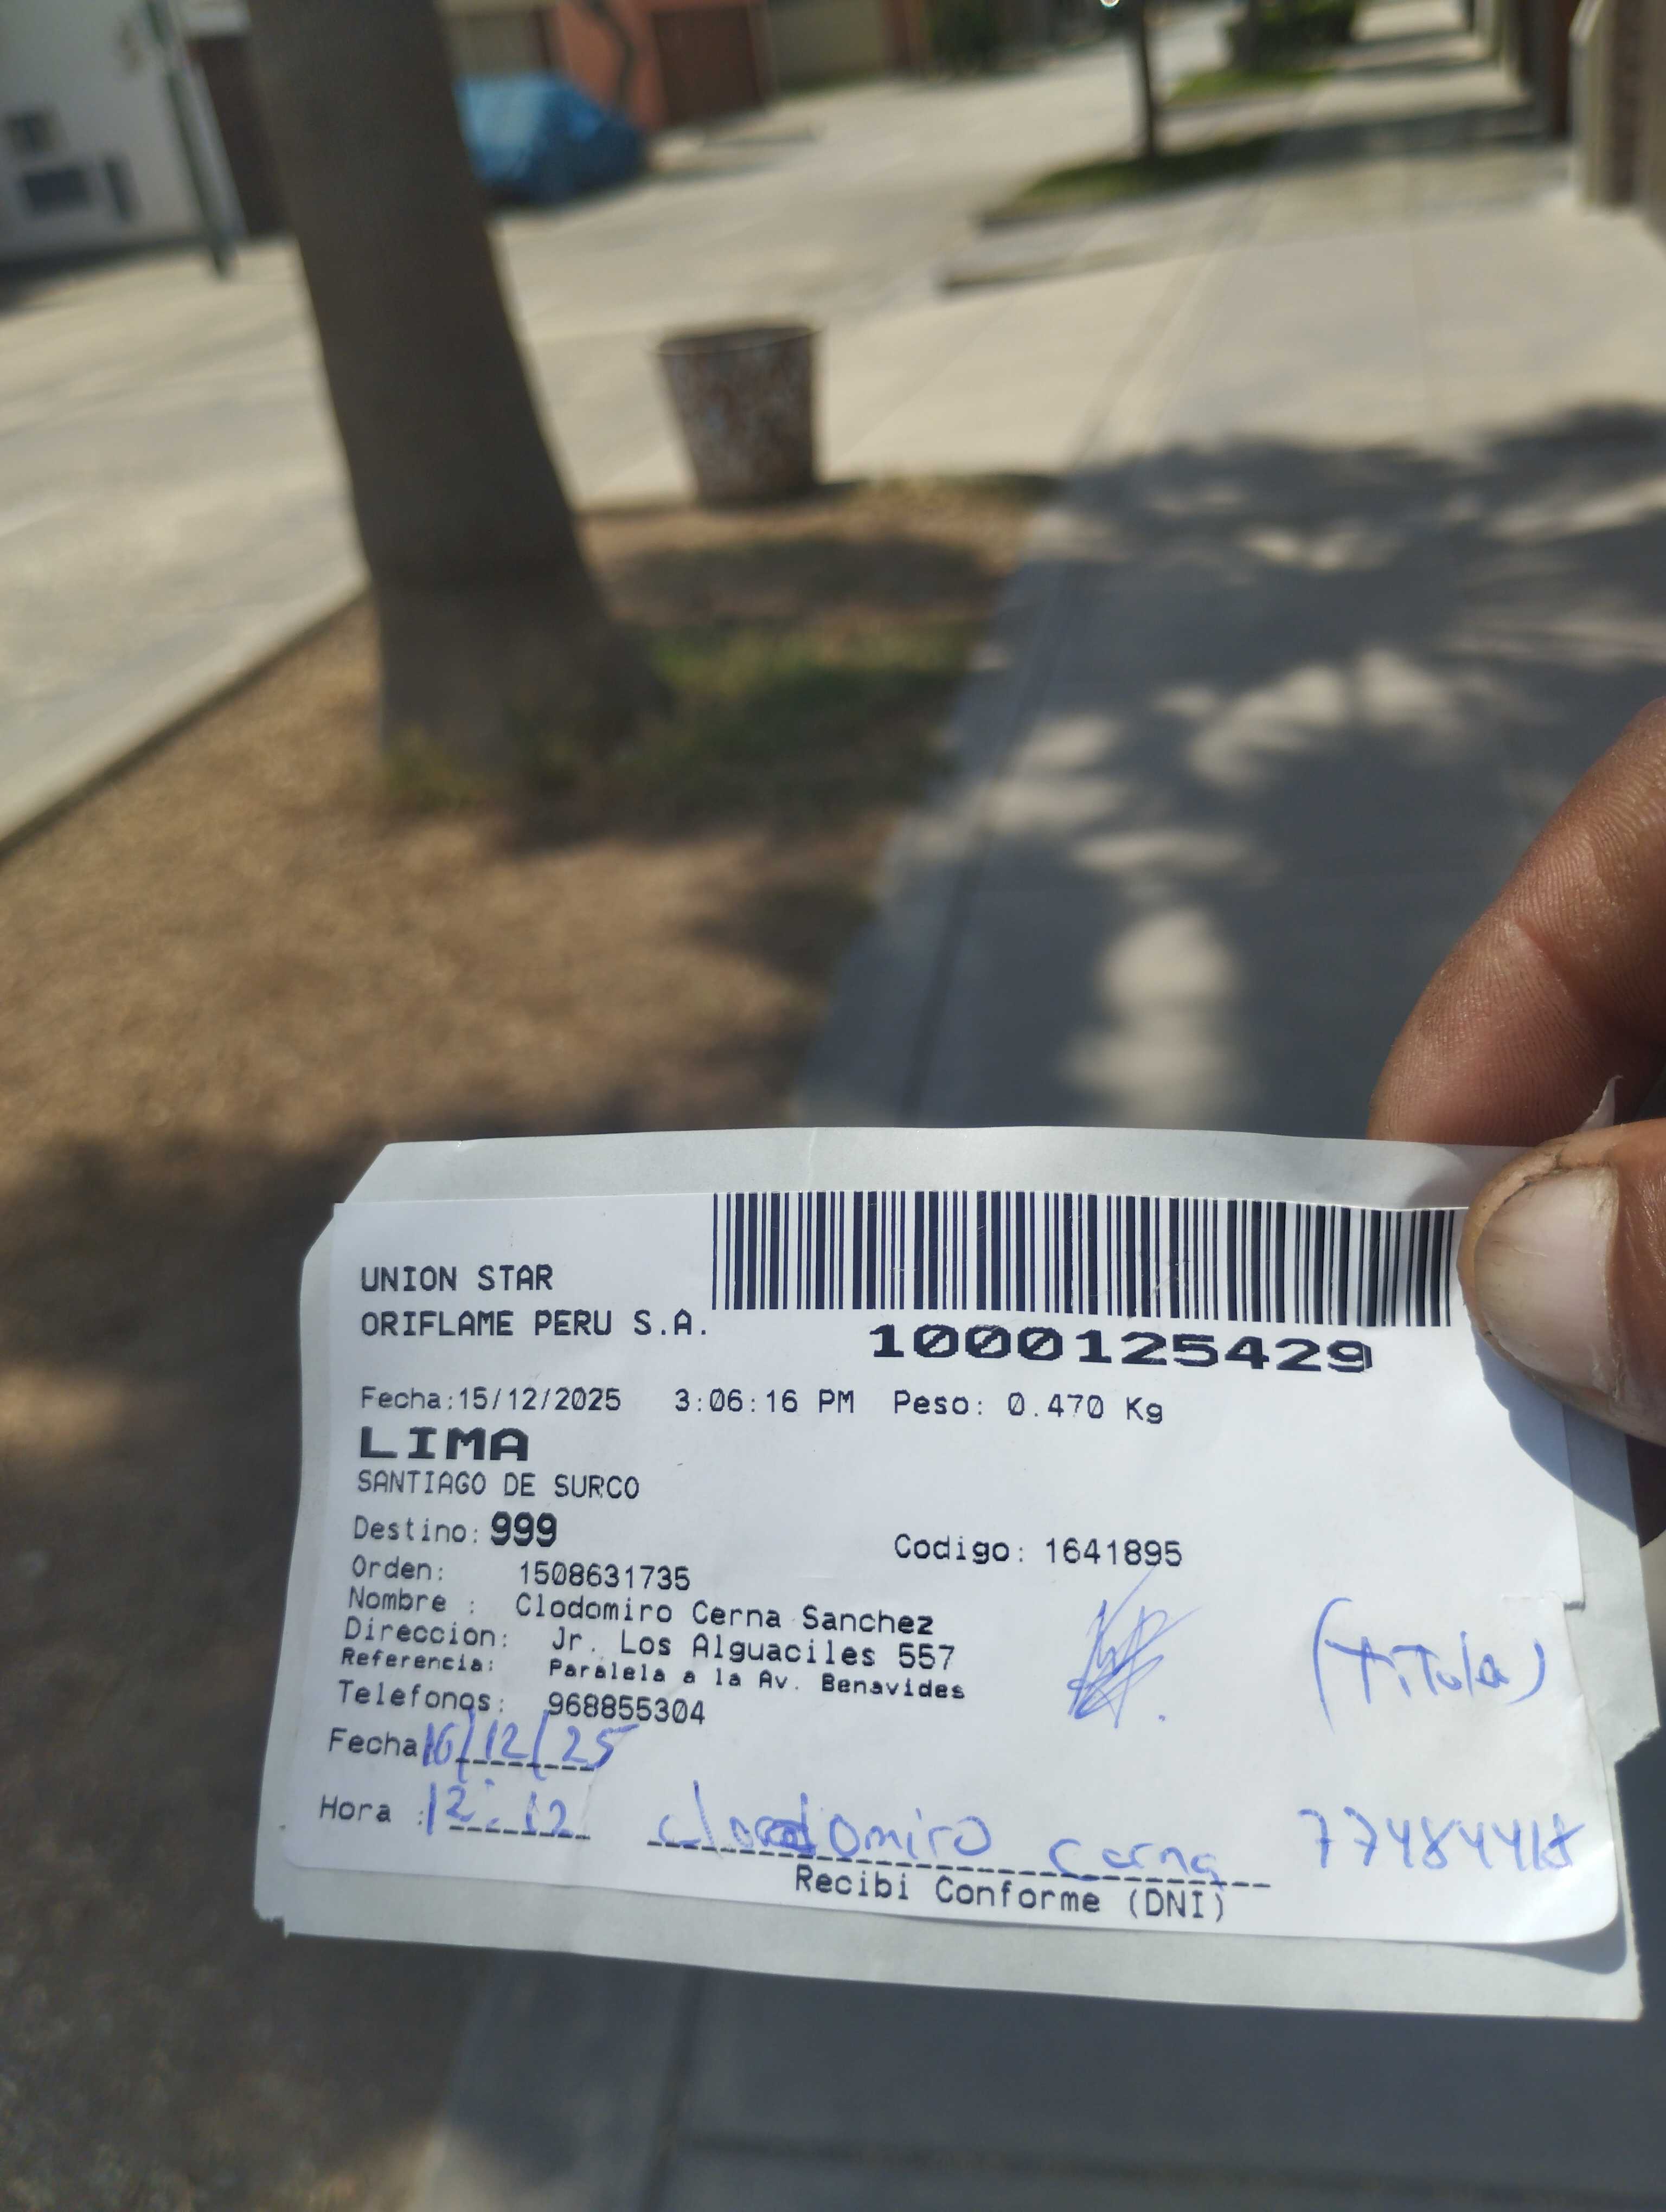 UNION STAR
ORIFLAME PERU S.A.
1000125429
Fecha:15/12/2025 3:06:16 PM Peso: 0.470 Kg
LIMA
SANTIAGO DE SURCO
Destino: 999
Codigo: 1641895
Orden: 1508631735
Nombre : Clodomiro Cerna Sanchez
Direccion: Jr. Los Alguaciles 557
Referencia: Paralela a la Av. Benavides
Telefonos: 968855304
(Titula)
Fecha 16/12/25
Hora : 12:12 clodomiro cerna
Recibi Conforme (DNI)